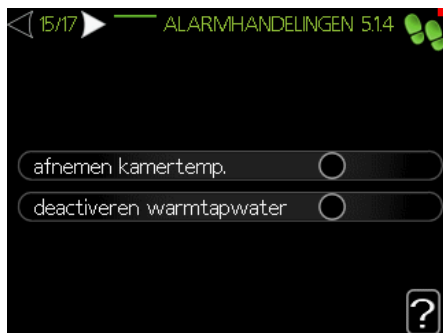 15/17 ALARMHANDELINGEN 5.1.4
afnemen kamertemp.
deactiveren warmtapwater
?